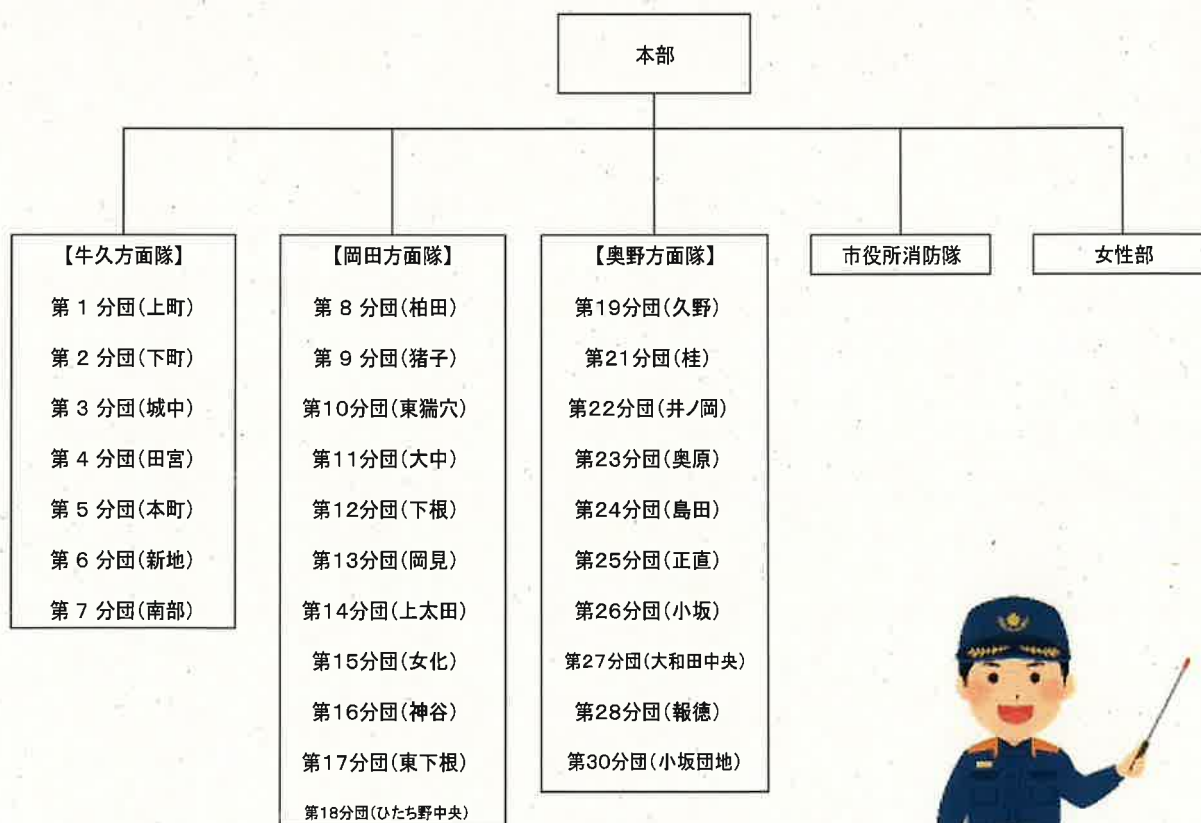 本部
【牛久方面隊】
第 1 分団(上町)
第 2 分団(下町)
第 3 分団(城中)
第 4 分団(田宮)
第 5 分団(本町)
第 6 分団(新地)
第 7 分団(南部)
【岡田方面隊】
第 8 分団(柏田)
第 9 分団(猪子)
第10分団(東猯穴)
第11分団(大中)
第12分団(下根)
第13分団(岡見)
第14分団(上太田)
第15分団(女化)
第16分団(神谷)
第17分団(東下根)
第18分団(ひたち野中央)
【奥野方面隊】
第19分団(久野)
第21分団(桂)
第22分団(井ノ岡)
第23分団(奥原)
第24分団(島田)
第25分団(正直)
第26分団(小坂)
第27分団(大和田中央)
第28分団(報徳)
第30分団(小坂団地)
市役所消防隊
女性部